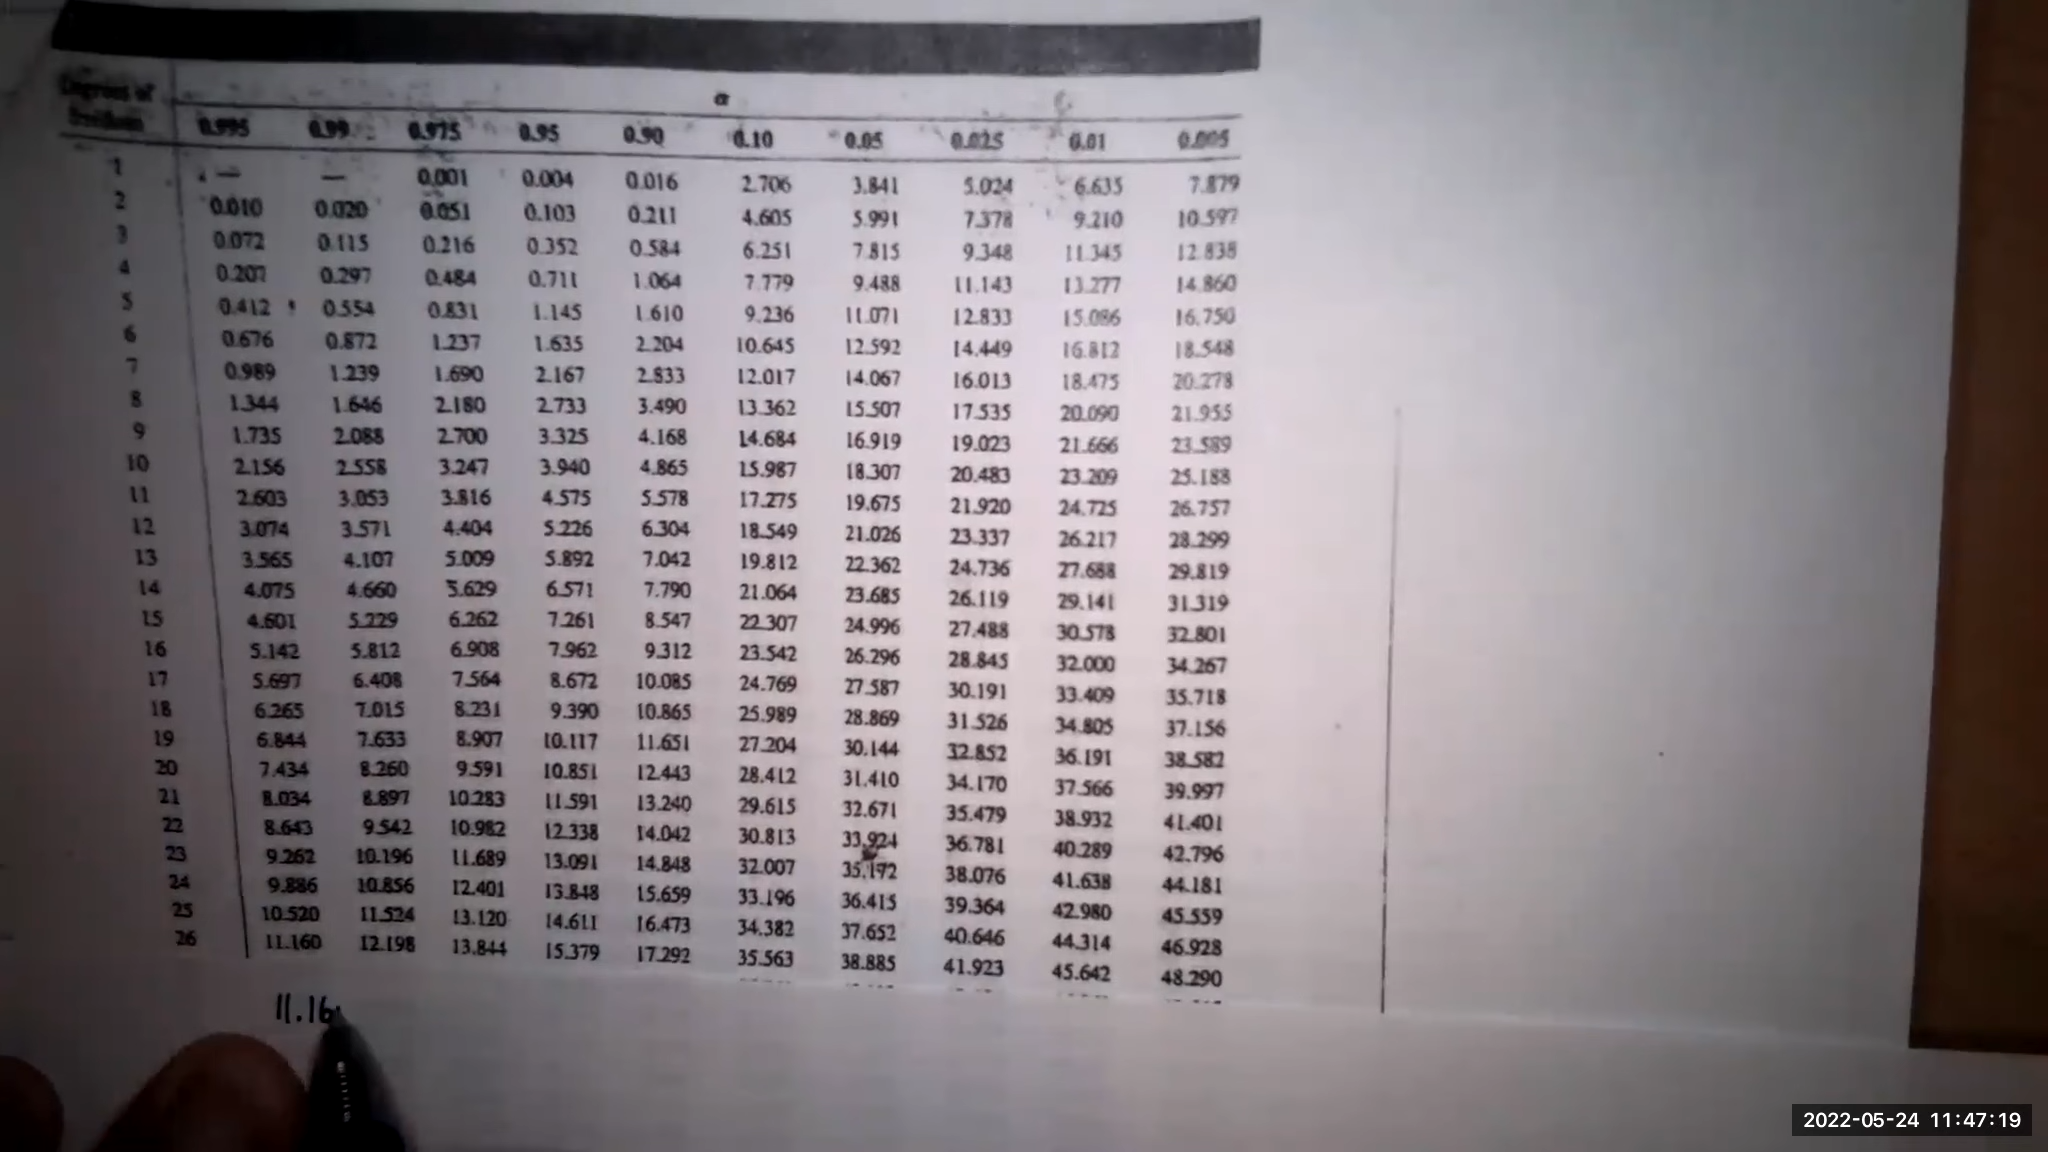 Degrees of
freedom
α
0.995 0.99 0.975 0.95 0.90 0.10 0.05 0.025 0.01 0.005
1 — — 0.001 0.004 0.016 2.706 3.841 5.024 6.635 7.879
2 0.010 0.020 0.051 0.103 0.211 4.605 5.991 7.378 9.210 10.597
3 0.072 0.115 0.216 0.352 0.584 6.251 7.815 9.348 11.345 12.838
4 0.207 0.297 0.484 0.711 1.064 7.779 9.488 11.143 13.277 14.860
5 0.412 0.554 0.831 1.145 1.610 9.236 11.071 12.833 15.086 16.750
6 0.676 0.872 1.237 1.635 2.204 10.645 12.592 14.449 16.812 18.548
7 0.989 1.239 1.690 2.167 2.833 12.017 14.067 16.013 18.475 20.278
8 1.344 1.646 2.180 2.733 3.490 13.362 15.507 17.535 20.090 21.955
9 1.735 2.088 2.700 3.325 4.168 14.684 16.919 19.023 21.666 23.589
10 2.156 2.558 3.247 3.940 4.865 15.987 18.307 20.483 23.209 25.188
11 2.603 3.053 3.816 4.575 5.578 17.275 19.675 21.920 24.725 26.757
12 3.074 3.571 4.404 5.226 6.304 18.549 21.026 23.337 26.217 28.299
13 3.565 4.107 5.009 5.892 7.042 19.812 22.362 24.736 27.688 29.819
14 4.075 4.660 5.629 6.571 7.790 21.064 23.685 26.119 29.141 31.319
15 4.601 5.229 6.262 7.261 8.547 22.307 24.996 27.488 30.578 32.801
16 5.142 5.812 6.908 7.962 9.312 23.542 26.296 28.845 32.000 34.267
17 5.697 6.408 7.564 8.672 10.085 24.769 27.587 30.191 33.409 35.718
18 6.265 7.015 8.231 9.390 10.865 25.989 28.869 31.526 34.805 37.156
19 6.844 7.633 8.907 10.117 11.651 27.204 30.144 32.852 36.191 38.582
20 7.434 8.260 9.591 10.851 12.443 28.412 31.410 34.170 37.566 39.997
21 8.034 8.897 10.283 11.591 13.240 29.615 32.671 35.479 38.932 41.401
22 8.643 9.542 10.982 12.338 14.042 30.813 33.924 36.781 40.289 42.796
23 9.262 10.196 11.689 13.091 14.848 32.007 35.172 38.076 41.638 44.181
24 9.886 10.856 12.401 13.848 15.659 33.196 36.415 39.364 42.980 45.559
25 10.520 11.524 13.120 14.611 16.473 34.382 37.652 40.646 44.314 46.928
26 11.160 12.198 13.844 15.379 17.292 35.563 38.885 41.923 45.642 48.290
11.16
2022-05-24 11:47:19